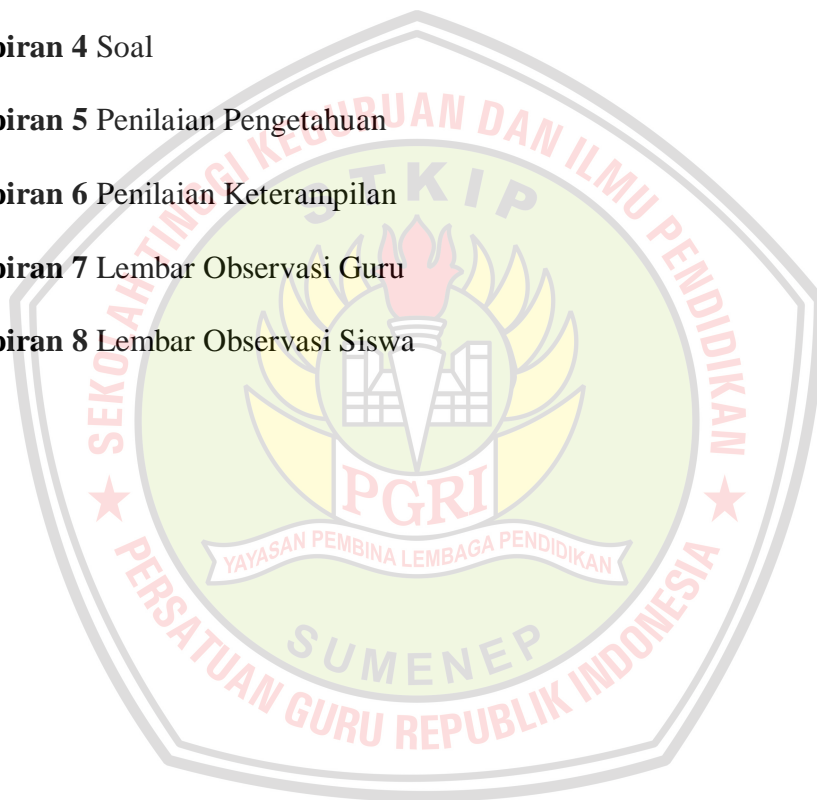 piran 4 Soal
piran 5 Penilaian Pengetahuan
piran 6 Penilaian Keterampilan
piran 7 Lembar Observasi Guru
piran 8 Lembar Observasi Siswa
SEKOLAH TINGGI KEGURUAN DAN ILMU PENDIDIKAN
STKIP
PGRI
YAYASAN PEMBINA LEMBAGA PENDIDIKAN
SUMENEP
★ PERSATUAN GURU REPUBLIK INDONESIA ★